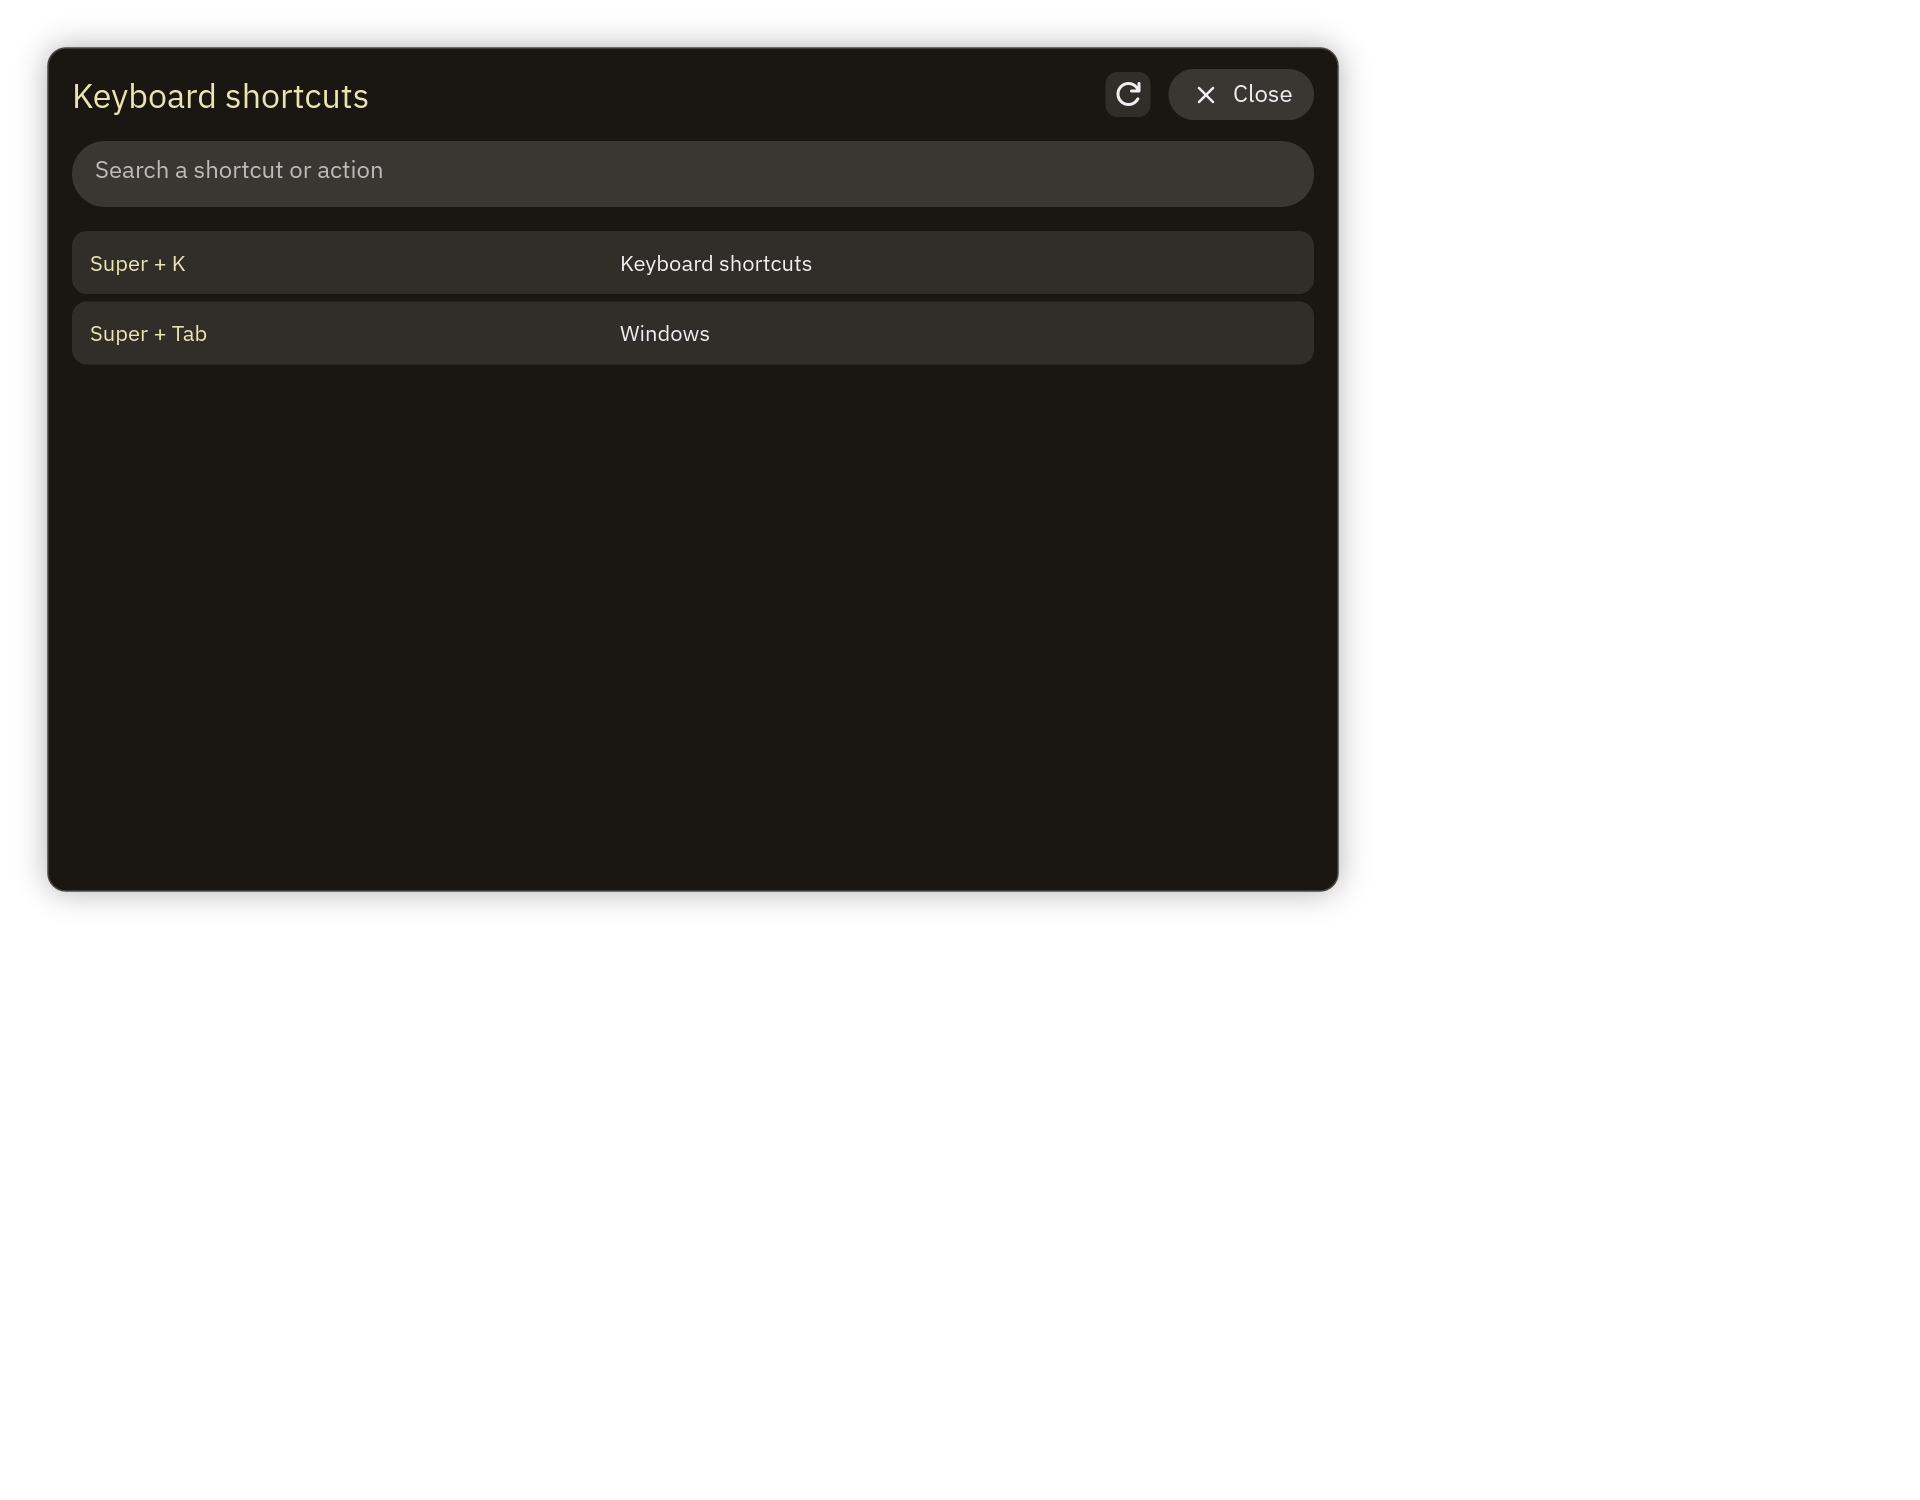 Keyboard shortcuts
Close
Search a shortcut or action
Super + K Keyboard shortcuts
Super + Tab Windows